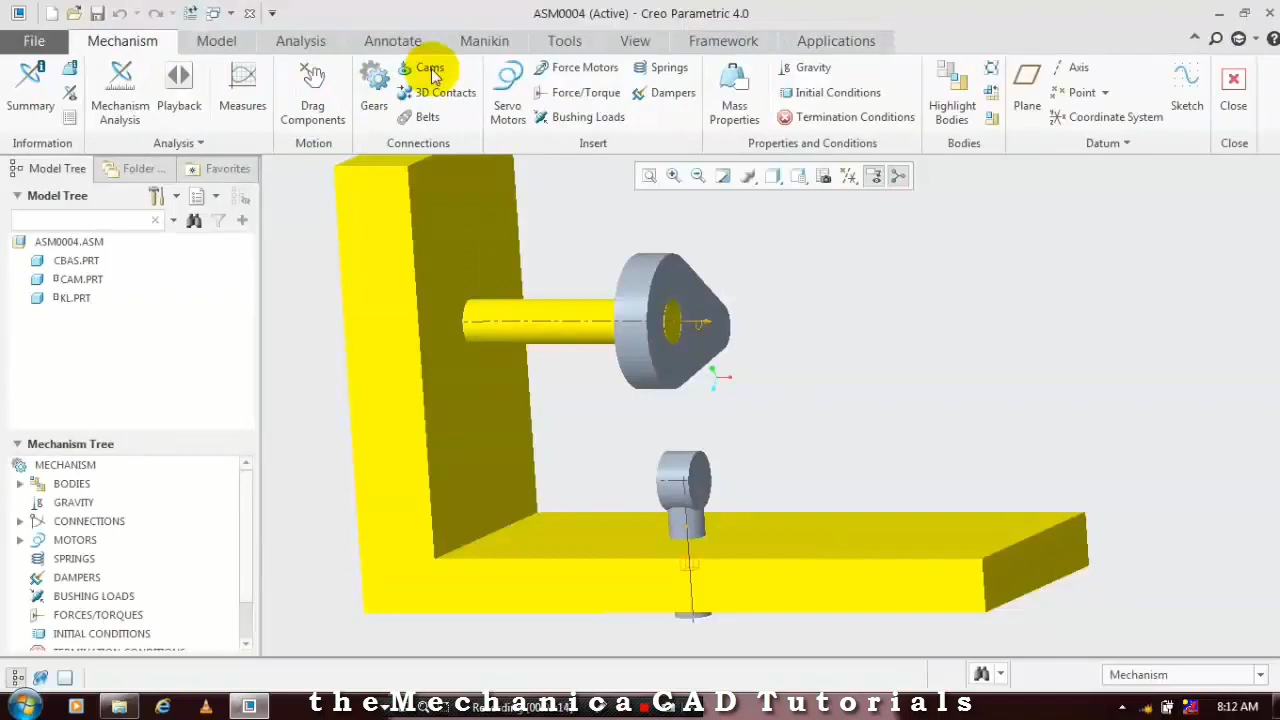 ASM0004 (Active) - Creo Parametric 4.0
File Mechanism Model Analysis Annotate Manikin Tools View Framework Applications
Summary
Mechanism Analysis
Playback
Measures
Drag Components
Gears
Cams
3D Contacts
Belts
Servo Motors
Force Motors
Force/Torque
Bushing Loads
Springs
Dampers
Mass Properties
Gravity
Initial Conditions
Termination Conditions
Highlight Bodies
Plane
Axis
Point
Coordinate System
Sketch
Close
Information Analysis Motion Connections Insert Properties and Conditions Bodies Datum Close
Model Tree Folder ... Favorites
Model Tree
ASM0004.ASM
CBAS.PRT
CAM.PRT
KL.PRT
Mechanism Tree
MECHANISM
BODIES
GRAVITY
CONNECTIONS
MOTORS
SPRINGS
DAMPERS
BUSHING LOADS
FORCES/TORQUES
INITIAL CONDITIONS
TERMINATION CONDITIONS
Mechanism
theMechanica CAD Tutorials
8:12 AM